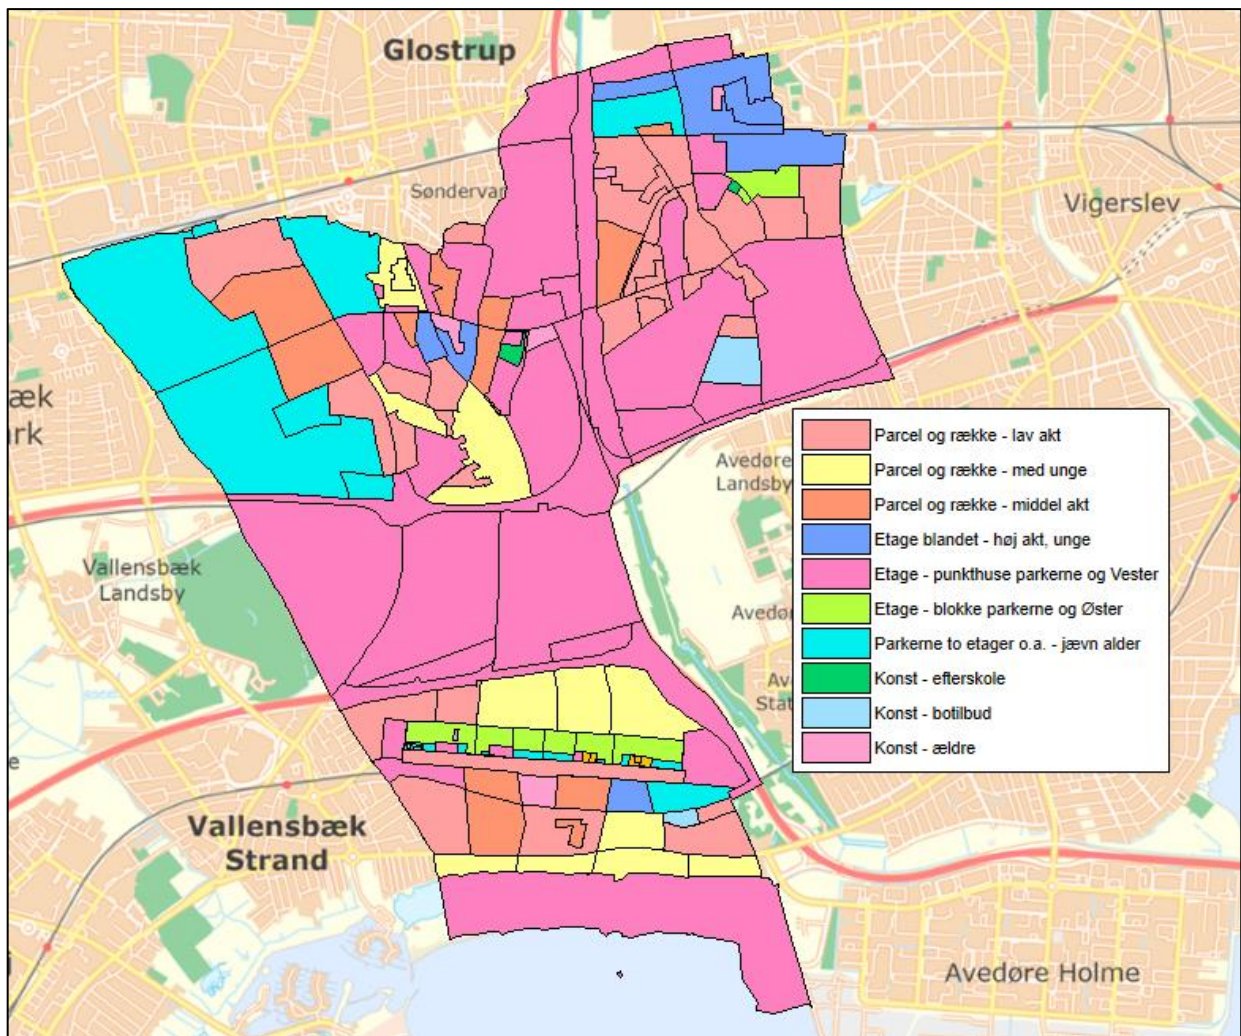 Glostrup
Søndervar
Vigerslev
æk
rk
Avedøre
Landsby
Parcel og række - lav akt
Parcel og række - med unge
Parcel og række - middel akt
Etage blandet - høj akt, unge
Etage - punkthuse parkerne og Vester
Etage - blokke parkerne og Øster
Parkerne to etager o.a. - jævn alder
Konst - efterskole
Konst - botilbud
Konst - ældre
Vallensbæk
Landsby
Avedø
Av
Stat
e
Vallensbæk
Strand
Avedøre Holme